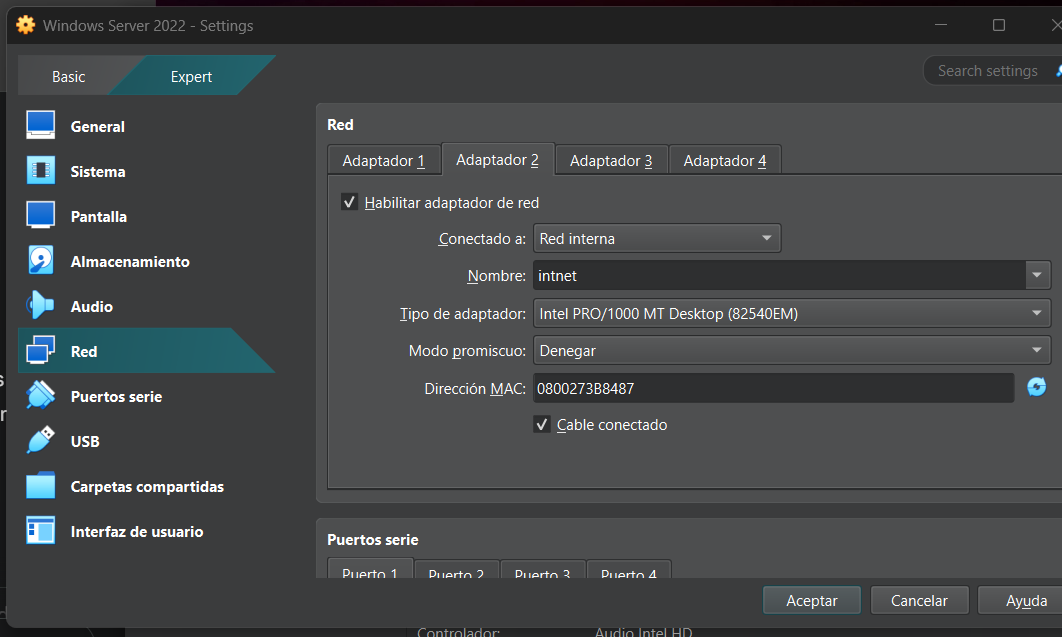 Windows Server 2022 - Settings
Basic
Expert
Search settings
General
Sistema
Pantalla
Almacenamiento
Audio
Red
Puertos serie
USB
Carpetas compartidas
Interfaz de usuario
Red
Adaptador 1
Adaptador 2
Adaptador 3
Adaptador 4
Habilitar adaptador de red
Conectado a: Red interna
Nombre: intnet
Tipo de adaptador: Intel PRO/1000 MT Desktop (82540EM)
Modo promiscuo: Denegar
Dirección MAC: 0800273B8487
Cable conectado
Puertos serie
Puerto 1
Puerto 2
Puerto 3
Puerto 4
Aceptar
Cancelar
Ayuda
Controlador: Audio Intel HD